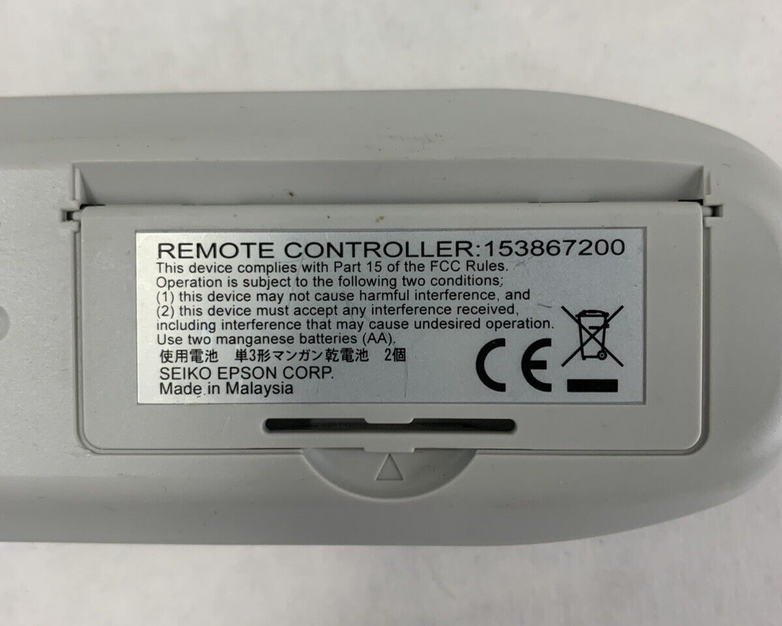 REMOTE CONTROLLER:153867200
This device complies with Part 15 of the FCC Rules.
Operation is subject to the following two conditions;
(1) this device may not cause harmful interference, and
(2) this device must accept any interference received,
including interference that may cause undesired operation.
Use two manganese batteries (AA).
使用電池 単3形マンガン乾電池 2個
SEIKO EPSON CORP.
Made in Malaysia
CE